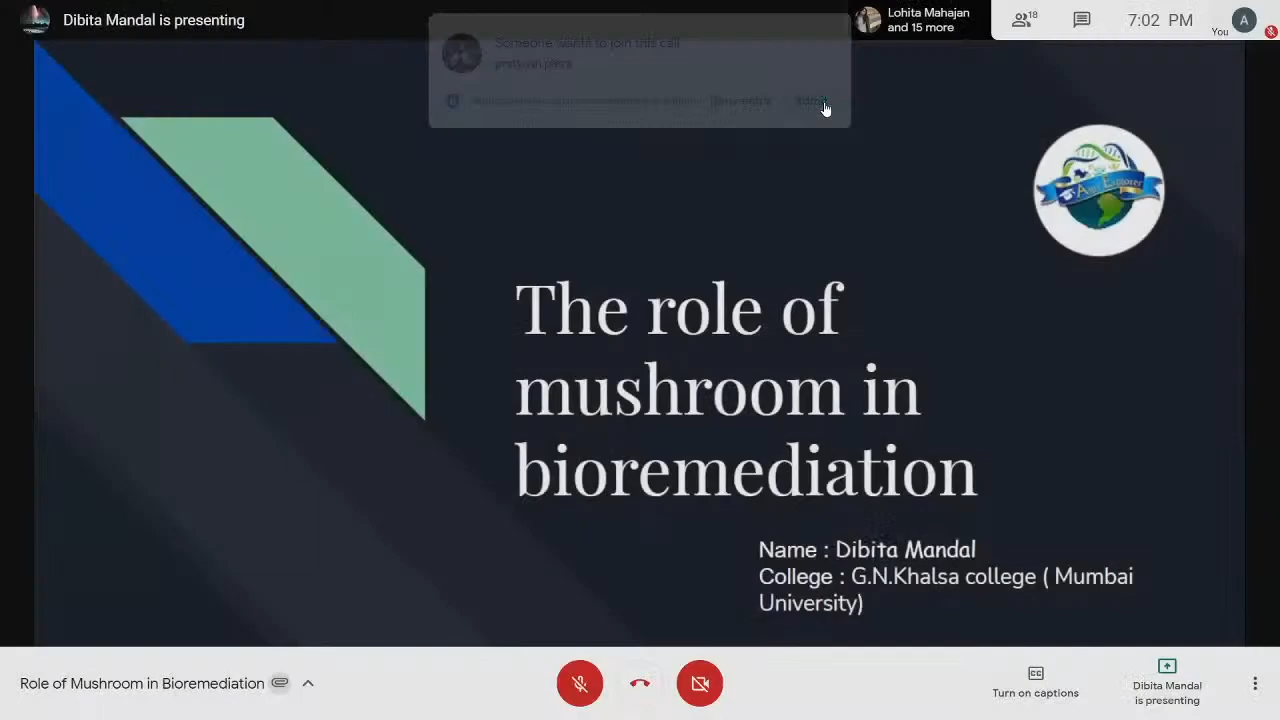 Dibita Mandal is presenting
Someone wants to join this call
Lohita Mahajan
and 15 more
18
7:02 PM
You
A
The role of
mushroom in
bioremediation
Name : Dibita Mandal
College : G.N.Khalsa college ( Mumbai
University)
Role of Mushroom in Bioremediation
Turn on captions
Dibita Mandal
is presenting